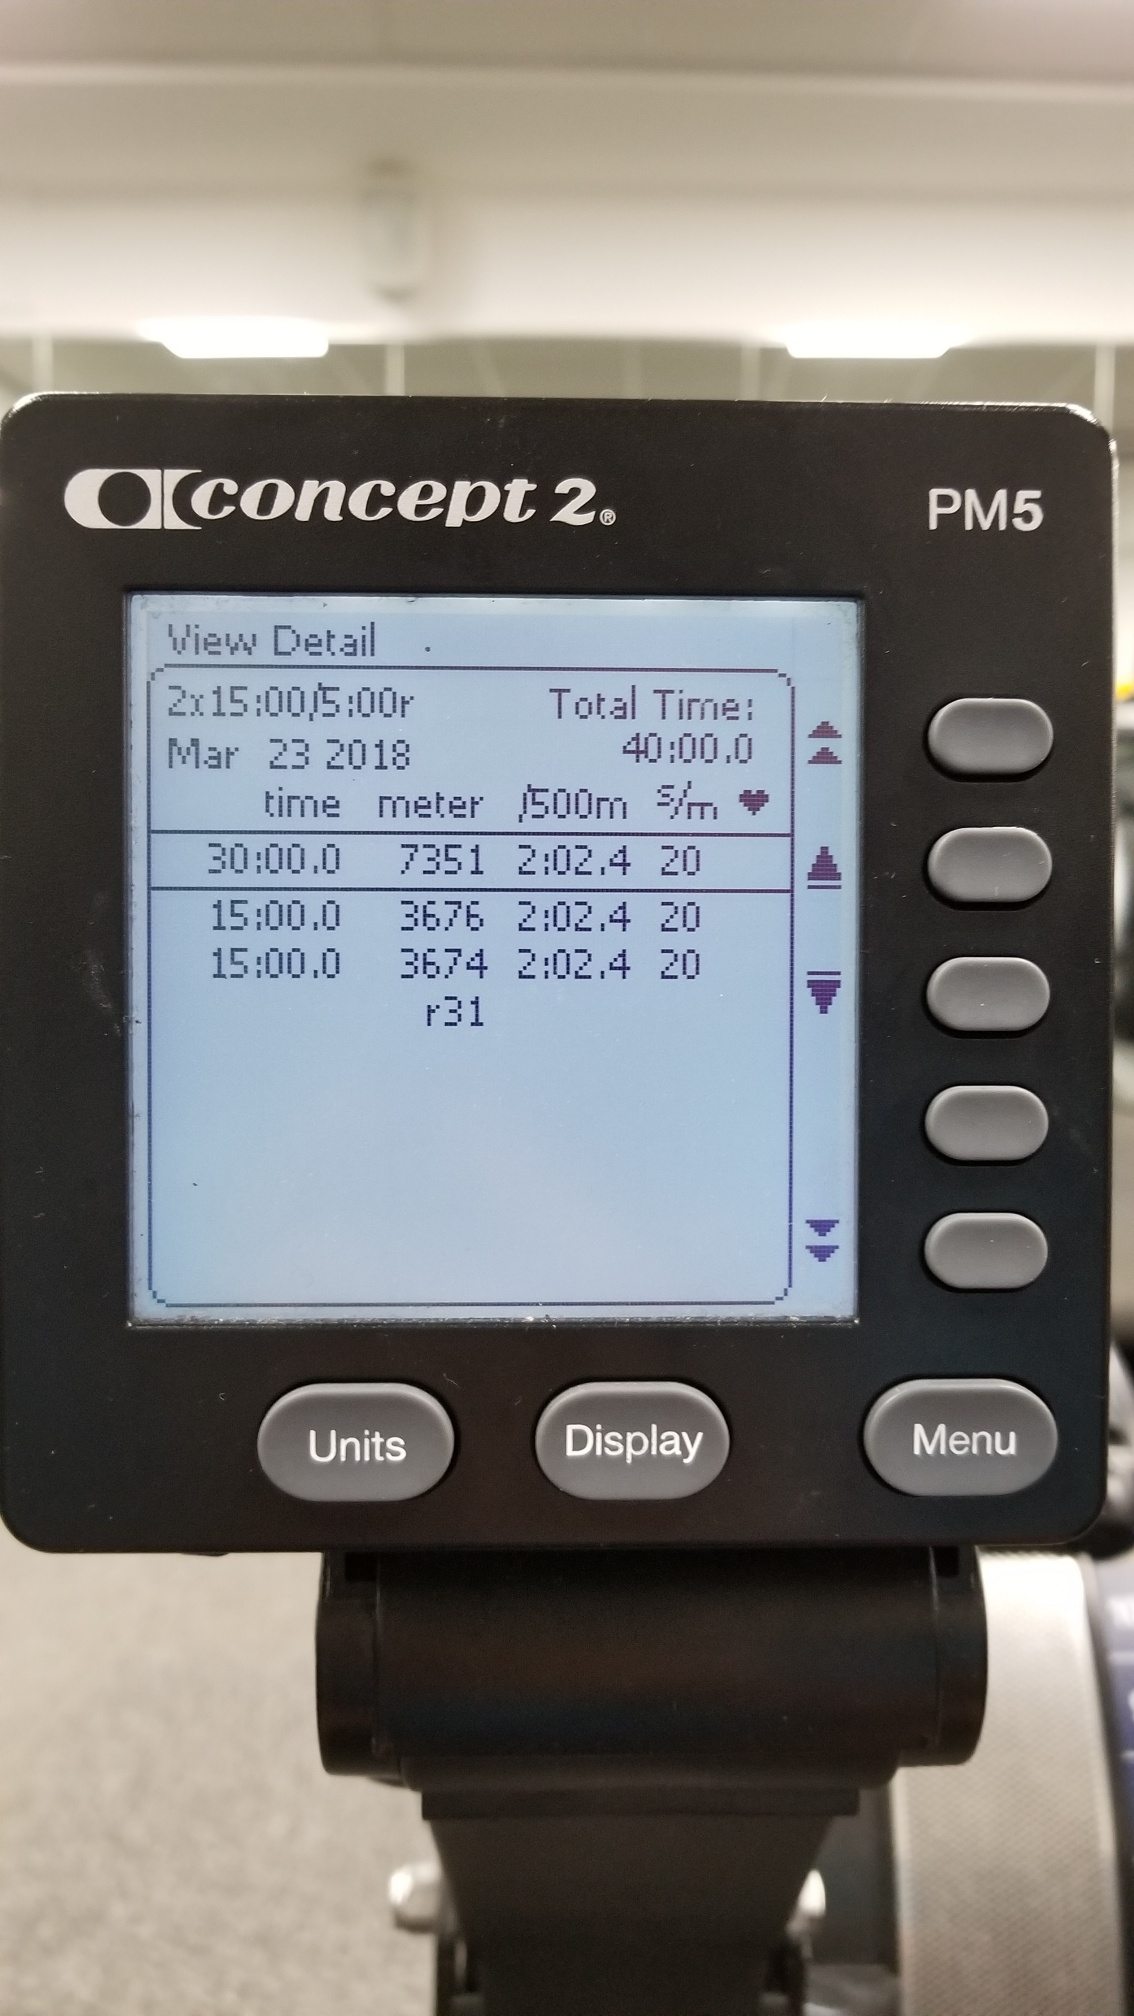 concept 2®
PM5
View Detail
2x15:00/5:00r Total Time:
Mar 23 2018 40:00.0
time meter /500m s/m ♥
30:00.0 7351 2:02.4 20
15:00.0 3676 2:02.4 20
15:00.0 3674 2:02.4 20
r31
Units Display Menu